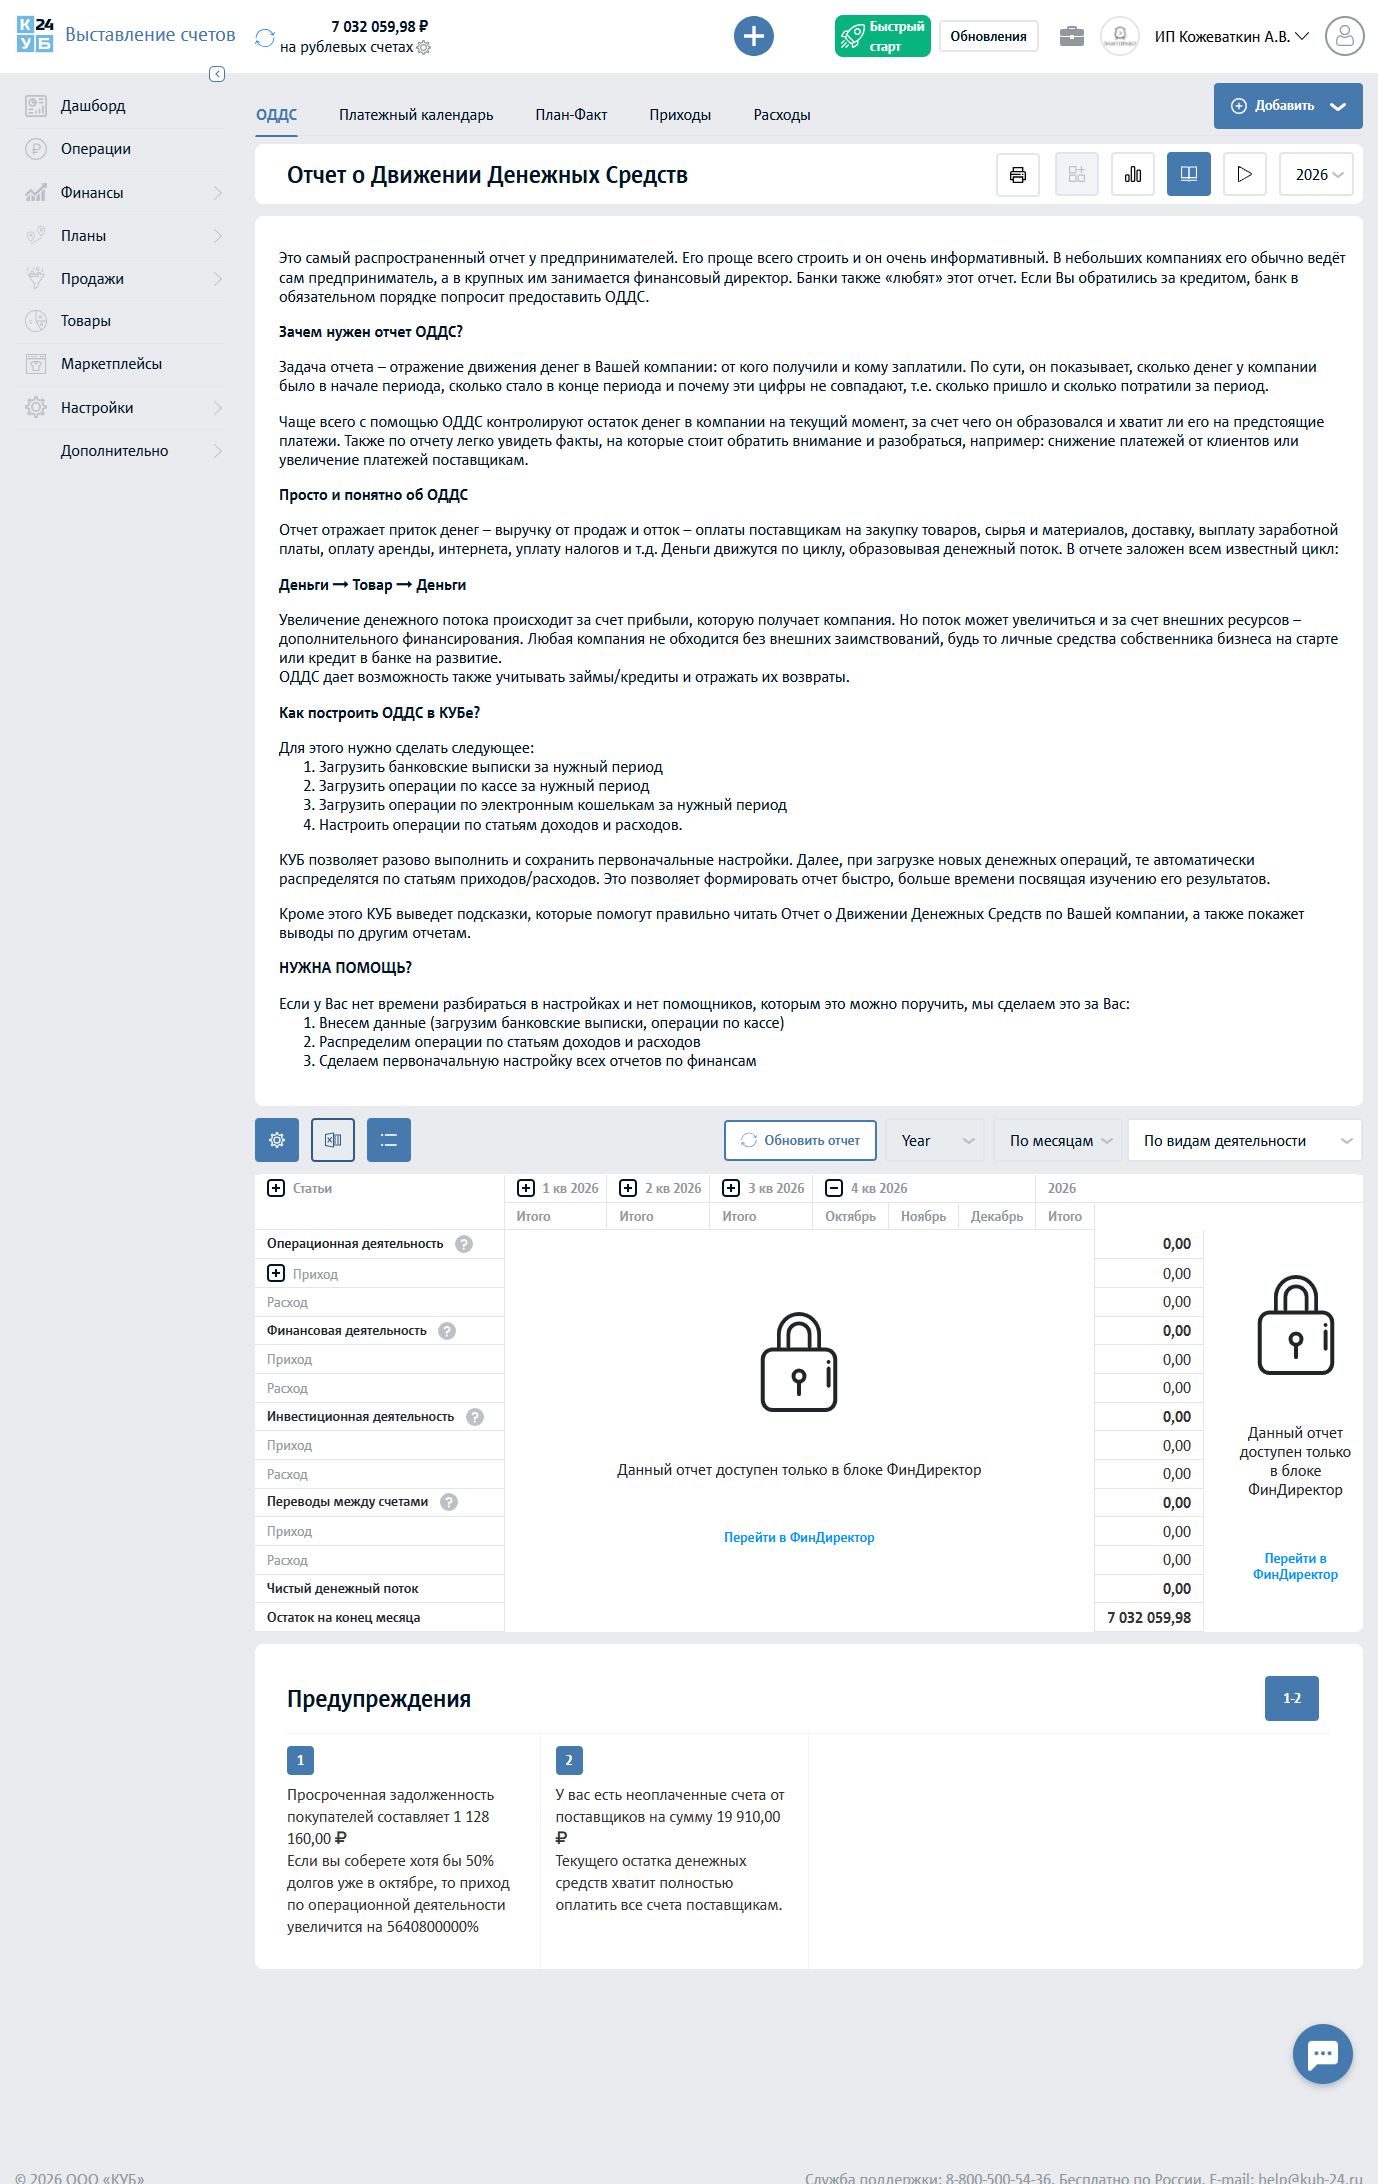 К 24
У Б
Выставление счетов
7 032 059,98 ₽
на рублевых счетах
Быстрый
старт
Обновления
ИП Кожеваткин А.В.
Дашборд
Операции
Финансы
Планы
Продажи
Товары
Маркетплейсы
Настройки
Дополнительно
ОДДС Платежный календарь План-Факт Приходы Расходы
Добавить
Отчет о Движении Денежных Средств
2026
Это самый распространенный отчет у предпринимателей. Его проще всего строить и он очень информативный. В небольших компаниях его обычно ведёт
сам предприниматель, а в крупных им занимается финансовый директор. Банки также «любят» этот отчет. Если Вы обратились за кредитом, банк в
обязательном порядке попросит предоставить ОДДС.
Зачем нужен отчет ОДДС?
Задача отчета – отражение движения денег в Вашей компании: от кого получили и кому заплатили. По сути, он показывает, сколько денег у компании
было в начале периода, сколько стало в конце периода и почему эти цифры не совпадают, т.е. сколько пришло и сколько потратили за период.
Чаще всего с помощью ОДДС контролируют остаток денег в компании на текущий момент, за счет чего он образовался и хватит ли его на предстоящие
платежи. Также по отчету легко увидеть факты, на которые стоит обратить внимание и разобраться, например: снижение платежей от клиентов или
увеличение платежей поставщикам.
Просто и понятно об ОДДС
Отчет отражает приток денег – выручку от продаж и отток – оплаты поставщикам на закупку товаров, сырья и материалов, доставку, выплату заработной
платы, оплату аренды, интернета, уплату налогов и т.д. Деньги движутся по циклу, образовывая денежный поток. В отчете заложен всем известный цикл:
Деньги → Товар → Деньги
Увеличение денежного потока происходит за счет прибыли, которую получает компания. Но поток может увеличиться и за счет внешних ресурсов –
дополнительного финансирования. Любая компания не обходится без внешних заимствований, будь то личные средства собственника бизнеса на старте
или кредит в банке на развитие.
ОДДС дает возможность также учитывать займы/кредиты и отражать их возвраты.
Как построить ОДДС в КУБе?
Для этого нужно сделать следующее:
1. Загрузить банковские выписки за нужный период
2. Загрузить операции по кассе за нужный период
3. Загрузить операции по электронным кошелькам за нужный период
4. Настроить операции по статьям доходов и расходов.
КУБ позволяет разово выполнить и сохранить первоначальные настройки. Далее, при загрузке новых денежных операций, те автоматически
распределятся по статьям приходов/расходов. Это позволяет формировать отчет быстро, больше времени посвящая изучению его результатов.
Кроме этого КУБ выведет подсказки, которые помогут правильно читать Отчет о Движении Денежных Средств по Вашей компании, а также покажет
выводы по другим отчетам.
НУЖНА ПОМОЩЬ?
Если у Вас нет времени разбираться в настройках и нет помощников, которым это можно поручить, мы сделаем это за Вас:
1. Внесем данные (загрузим банковские выписки, операции по кассе)
2. Распределим операции по статьям доходов и расходов
3. Сделаем первоначальную настройку всех отчетов по финансам
Обновить отчет Year По месяцам По видам деятельности
Статьи 1 кв 2026 2 кв 2026 3 кв 2026 4 кв 2026 2026
Итого Итого Итого Октябрь Ноябрь Декабрь Итого
Операционная деятельность ? 0,00
Приход 0,00
Расход 0,00
Финансовая деятельность ? 0,00
Приход 0,00
Расход 0,00
Инвестиционная деятельность ? 0,00
Приход 0,00
Расход 0,00
Переводы между счетами ? 0,00
Приход 0,00
Расход 0,00
Чистый денежный поток 0,00
Остаток на конец месяца 7 032 059,98
Данный отчет доступен только в блоке ФинДиректор
Перейти в ФинДиректор
Данный отчет
доступен только
в блоке
ФинДиректор
Перейти в
ФинДиректор
Предупреждения
1-2
1
Просроченная задолженность
покупателей составляет 1 128
160,00 ₽
Если вы соберете хотя бы 50%
долгов уже в октябре, то приход
по операционной деятельности
увеличится на 5640800000%
2
У вас есть неоплаченные счета от
поставщиков на сумму 19 910,00
₽
Текущего остатка денежных
средств хватит полностью
оплатить все счета поставщикам.
© 2026 ООО «КУБ»
Служба поддержки: 8-800-500-54-36. Бесплатно по России. E-mail: help@kub-24.ru